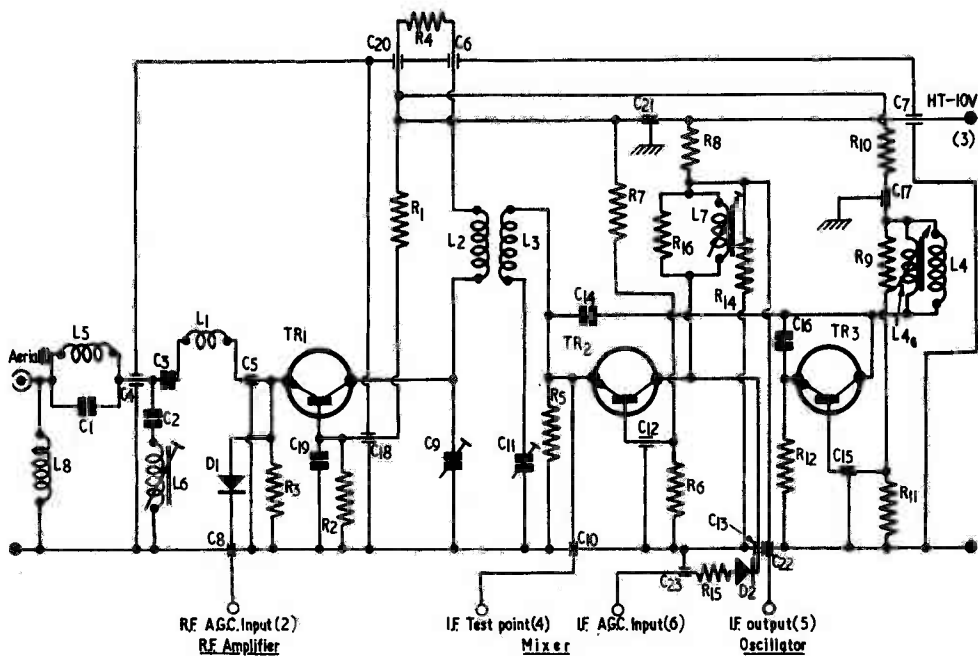 R4
C20
C6
C21
C7
HT-10V
(3)
R8
R10
R1
R7
C17
L7
L2
L3
R16
R9
L4
R14
L1
C14
L5
TR1
C16
Aerial
C3
C5
TR2
TR3
L4a
C4
R5
C1
C2
C12
C19
C18
C9
C11
C15
L8
R12
L6
D1
R3
R6
R11
R2
C13
C8
C10
C22
C23
R15
D2
R.F. A.G.C. Input (2)
I.F. Test point (4)
I.F. A.G.C. Input (6)
I.F. output (5)
R.F. Amplifier
Mixer
Oscillator